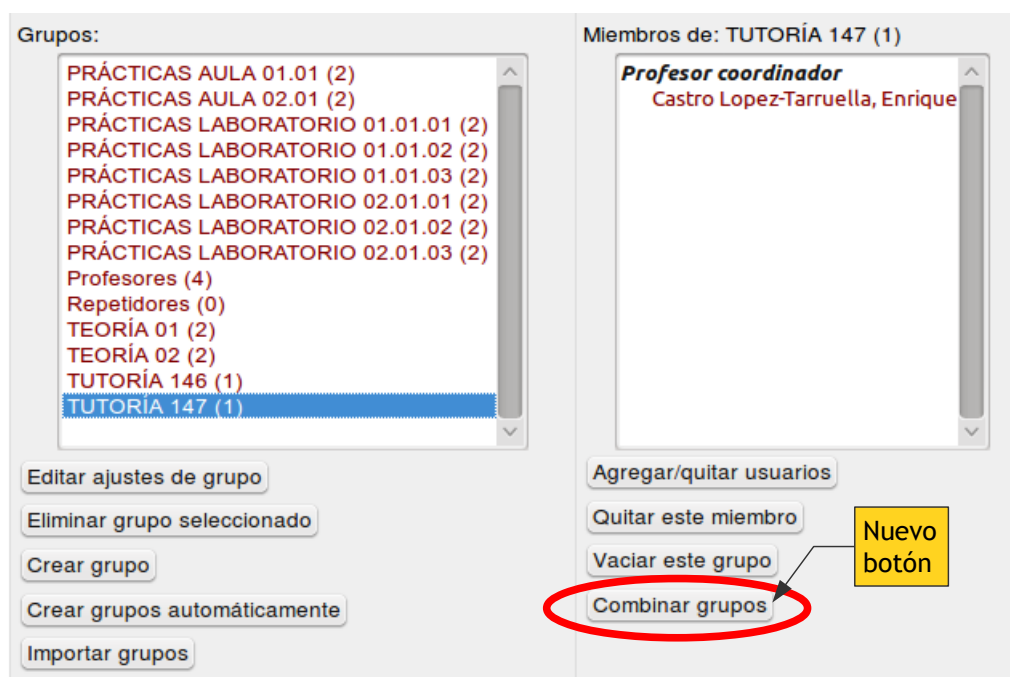 Grupos:
PRÁCTICAS AULA 01.01 (2)
PRÁCTICAS AULA 02.01 (2)
PRÁCTICAS LABORATORIO 01.01.01 (2)
PRÁCTICAS LABORATORIO 01.01.02 (2)
PRÁCTICAS LABORATORIO 01.01.03 (2)
PRÁCTICAS LABORATORIO 02.01.01 (2)
PRÁCTICAS LABORATORIO 02.01.02 (2)
PRÁCTICAS LABORATORIO 02.01.03 (2)
Profesores (4)
Repetidores (0)
TEORÍA 01 (2)
TEORÍA 02 (2)
TUTORÍA 146 (1)
TUTORÍA 147 (1)
Editar ajustes de grupo
Eliminar grupo seleccionado
Crear grupo
Crear grupos automáticamente
Importar grupos
Miembros de: TUTORÍA 147 (1)
Profesor coordinador
Castro Lopez-Tarruella, Enrique
Agregar/quitar usuarios
Quitar este miembro
Vaciar este grupo
Combinar grupos
Nuevo
botón